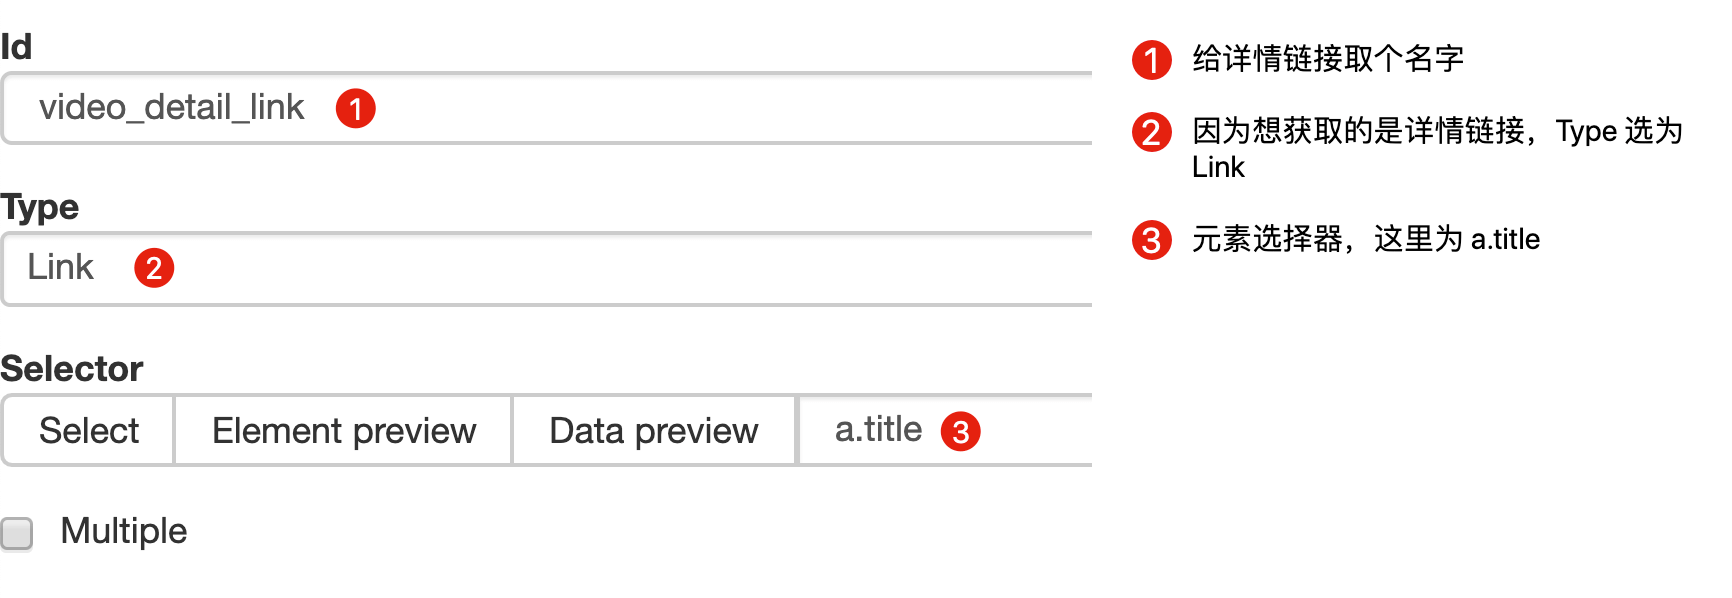 Id
video_detail_link 1
Type
Link 2
Selector
Select Element preview Data preview a.title 3
Multiple
1 给详情链接取个名字
2 因为想获取的是详情链接，Type 选为
Link
3 元素选择器，这里为 a.title